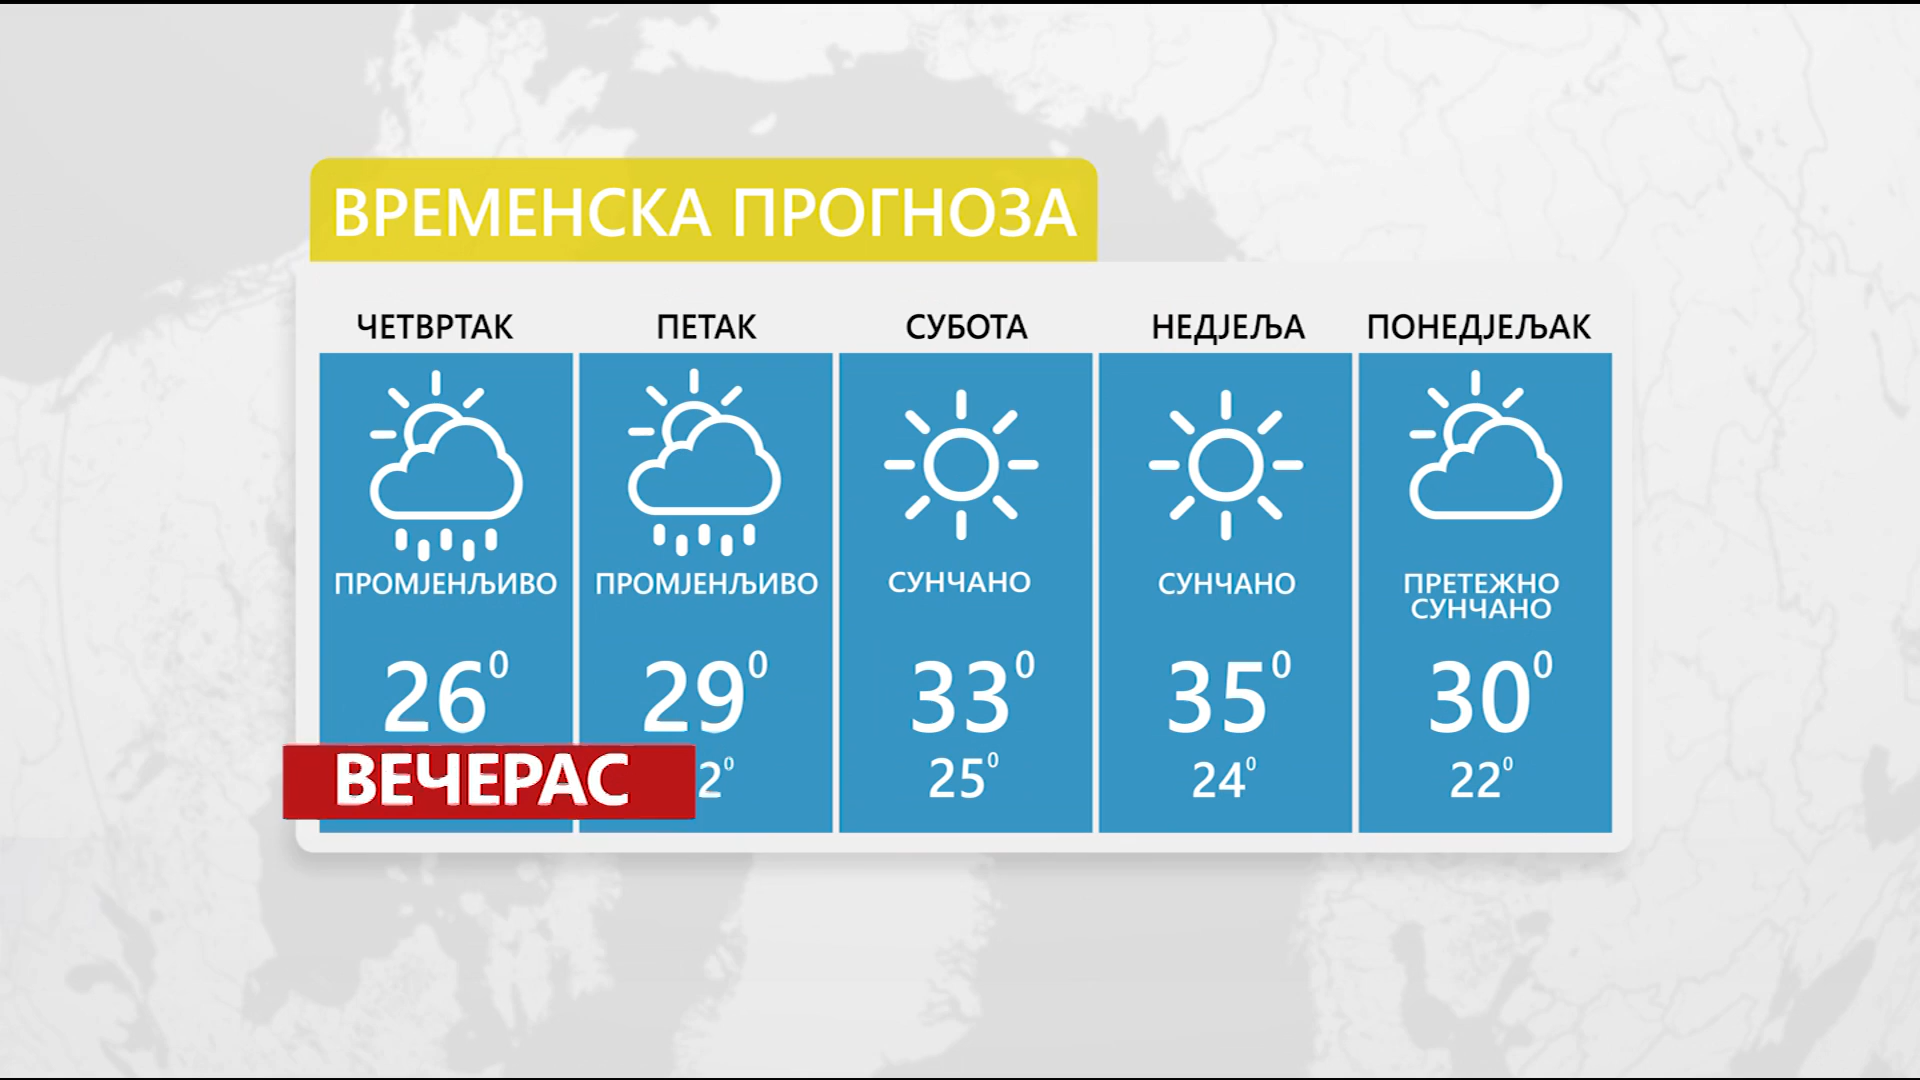 ВРЕМЕНСКА ПРОГНОЗА
ЧЕТВРТАК ПЕТАК СУБОТА НЕДЈЕЉА ПОНЕДЈЕЉАК
ПРОМЈЕНЉИВО ПРОМЈЕНЉИВО СУНЧАНО СУНЧАНО ПРЕТЕЖНО
СУНЧАНО
26⁰ 29⁰ 33⁰ 35⁰ 30⁰
ВЕЧЕРАС 25⁰ 24⁰ 22⁰